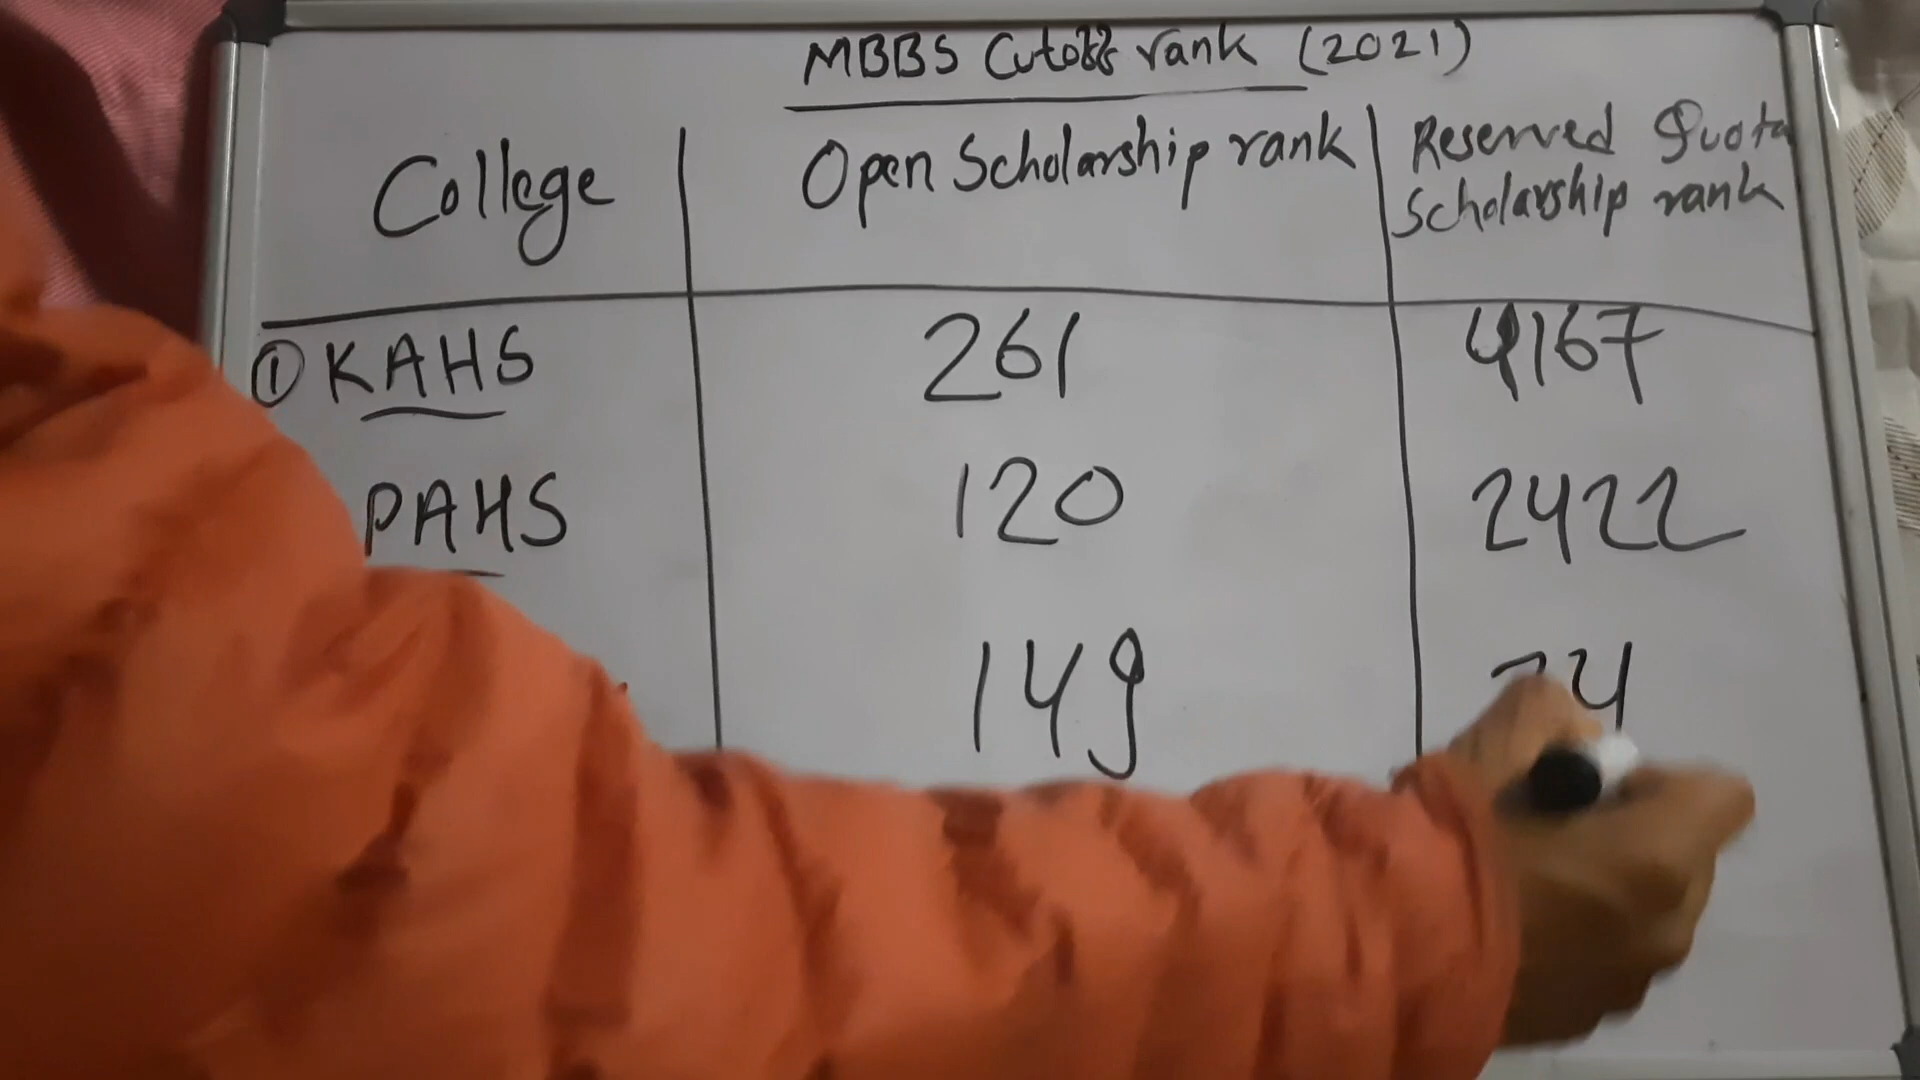 MBBS Cutoff rank (2021)
College
Open Scholarship rank
Reserved Quota
Scholarship rank
① KAHS
261
4167
PAHS
120
2422
149